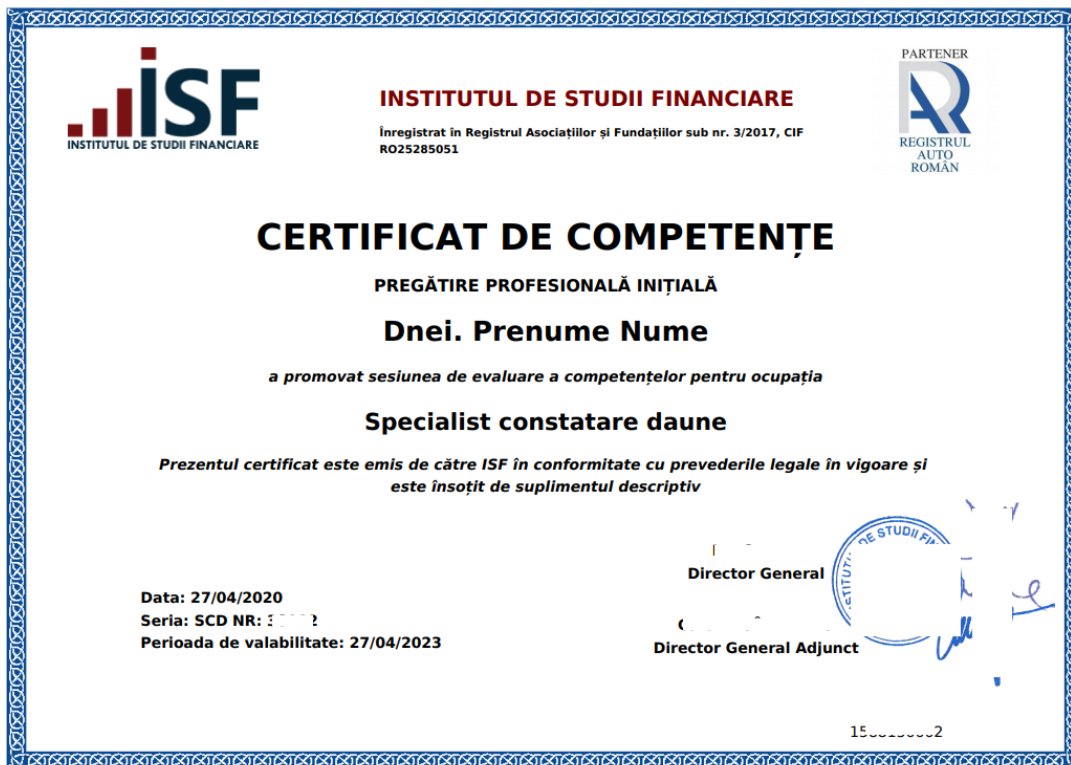 iSF
INSTITUTUL DE STUDII FINANCIARE
INSTITUTUL DE STUDII FINANCIARE
Înregistrat în Registrul Asociațiilor și Fundațiilor sub nr. 3/2017, CIF
RO25285051
PARTENER
REGISTRUL
AUTO
ROMÂN
CERTIFICAT DE COMPETENȚE
PREGĂTIRE PROFESIONALĂ INIȚIALĂ
Dnei. Prenume Nume
a promovat sesiunea de evaluare a competențelor pentru ocupația
Specialist constatare daune
Prezentul certificat este emis de către ISF în conformitate cu prevederile legale în vigoare și
este însoțit de suplimentul descriptiv
Director General
DE STUDII
Data: 27/04/2020
Seria: SCD NR:
Perioada de valabilitate: 27/04/2023
Director General Adjunct